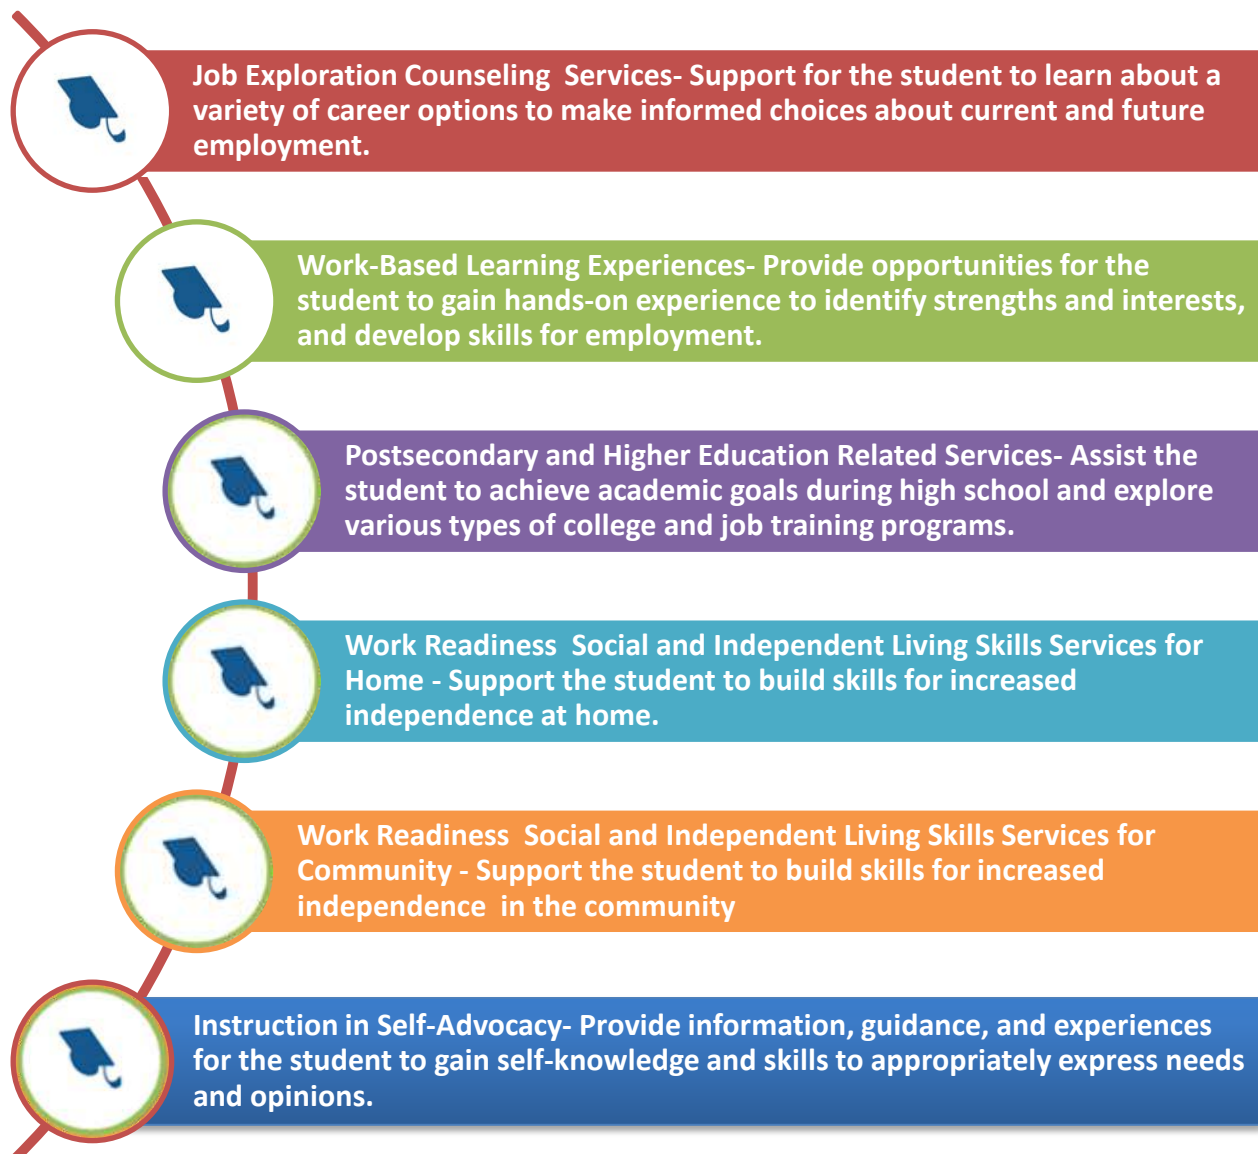 Job Exploration Counseling  Services- Support for the student to learn about a
variety of career options to make informed choices about current and future
employment.
Work-Based Learning Experiences- Provide opportunities for the
student to gain hands-on experience to identify strengths and interests,
and develop skills for employment.
Postsecondary and Higher Education Related Services- Assist the
student to achieve academic goals during high school and explore
various types of college and job training programs.
Work Readiness  Social and Independent Living Skills Services for
Home - Support the student to build skills for increased
independence at home.
Work Readiness  Social and Independent Living Skills Services for
Community - Support the student to build skills for increased
independence  in the community
Instruction in Self-Advocacy- Provide information, guidance, and experiences
for the student to gain self-knowledge and skills to appropriately express needs
and opinions.